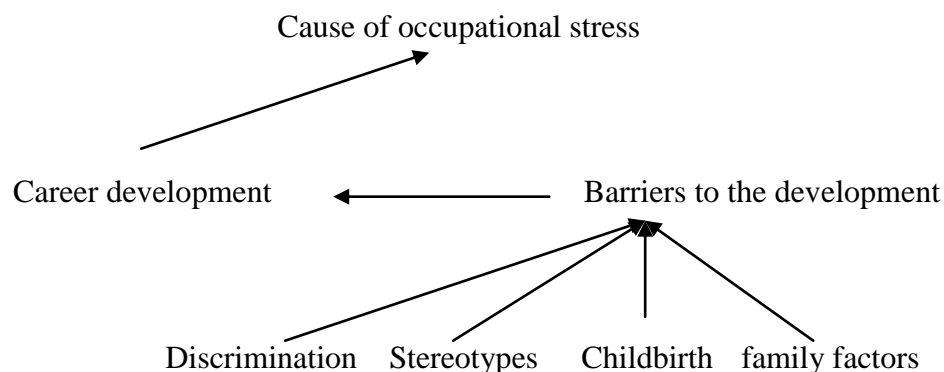 Cause of occupational stress
Career development Barriers to the development
Discrimination Stereotypes Childbirth family factors